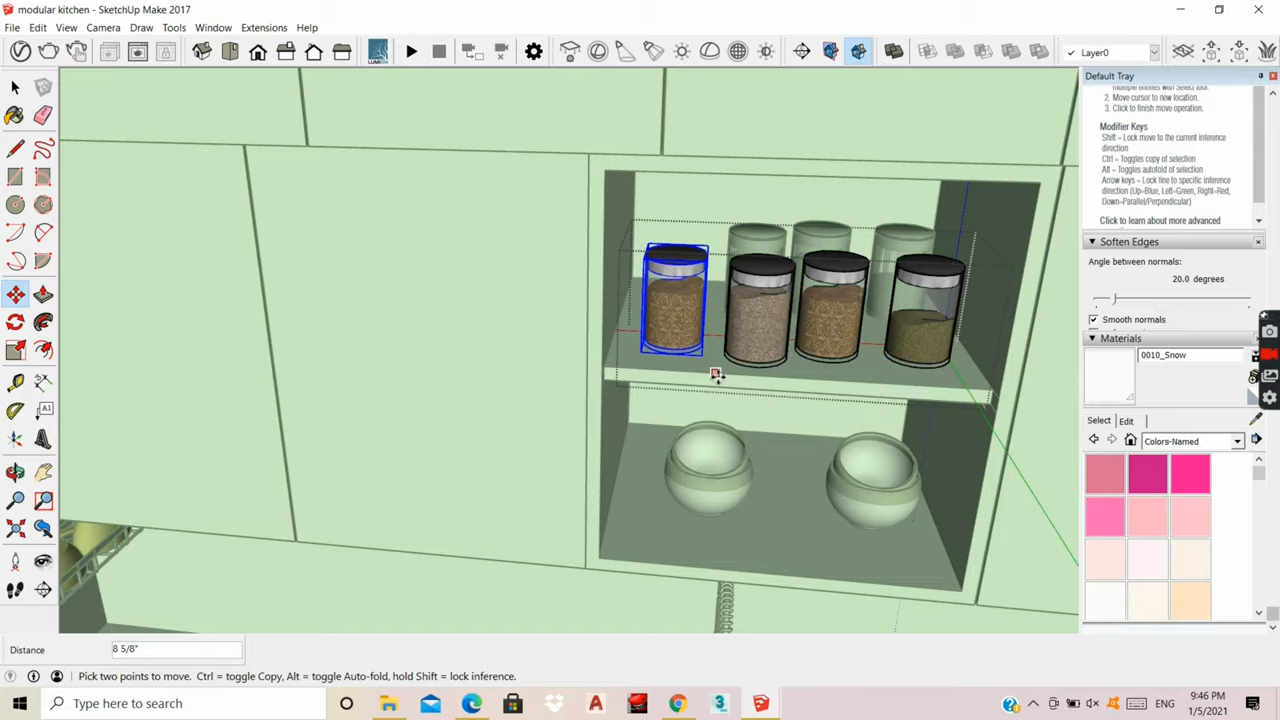 modular kitchen - SketchUp Make 2017
File Edit View Camera Draw Tools Window Extensions Help
Layer0
Default Tray
multiple entities with Select tool.
2. Move cursor to new location.
3. Click to finish move operation.
Modifier Keys
Shift = Lock move to the current inference
direction
Ctrl = Toggles copy of selection
Alt = Toggles autofold of selection
Arrow keys = Lock line to specific inference
direction (Up=Blue, Left=Green, Right=Red,
Down=Parallel/Perpendicular)
Click to learn about more advanced
Soften Edges
Angle between normals:
20.0 degrees
Smooth normals
Materials
0010_Snow
Select Edit
Colors-Named
Distance 8 5/8"
Pick two points to move. Ctrl = toggle Copy, Alt = toggle Auto-fold, hold Shift = lock inference.
Type here to search
ENG
9:46 PM
1/5/2021